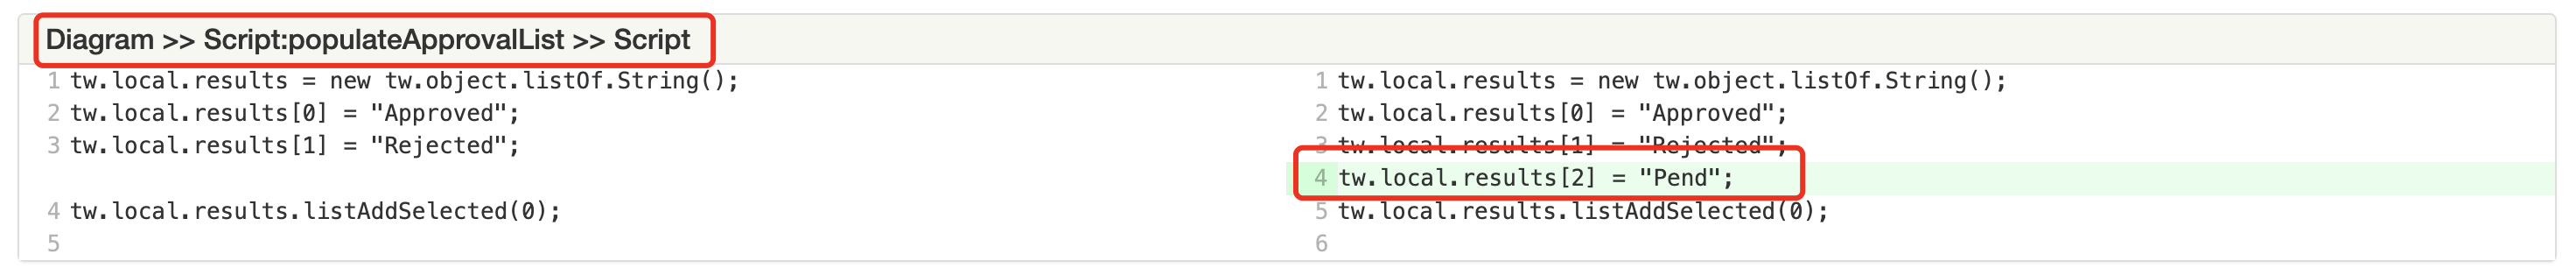 Diagram >> Script:populateApprovalList >> Script
1 tw.local.results = new tw.object.listOf.String();
2 tw.local.results[0] = "Approved";
3 tw.local.results[1] = "Rejected";
4 tw.local.results.listAddSelected(0);
5
1 tw.local.results = new tw.object.listOf.String();
2 tw.local.results[0] = "Approved";
3 tw.local.results[1] = "Rejected";
4 tw.local.results[2] = "Pend";
5 tw.local.results.listAddSelected(0);
6